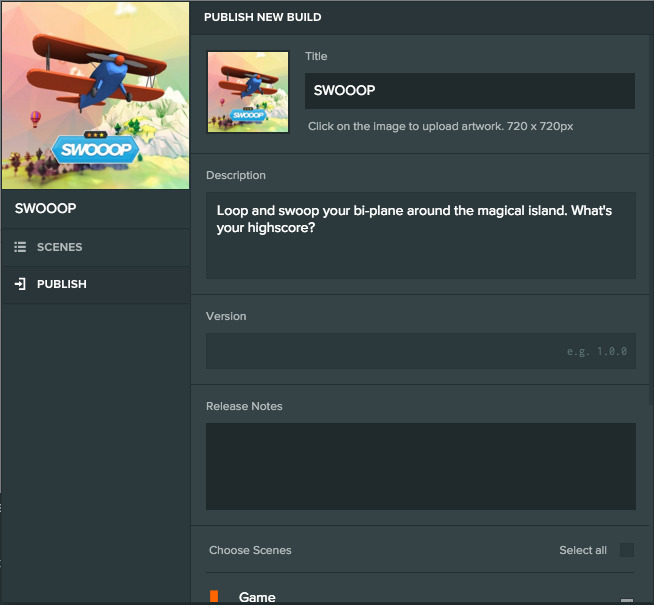 PUBLISH NEW BUILD
SWOOOP
SWOOOP
SCENES
PUBLISH
SWOOOP
Title
SWOOOP
Click on the image to upload artwork. 720 x 720px
Description
Loop and swoop your bi-plane around the magical island. What's
your highscore?
Version
e.g. 1.0.0
Release Notes
Choose Scenes
Select all
Game